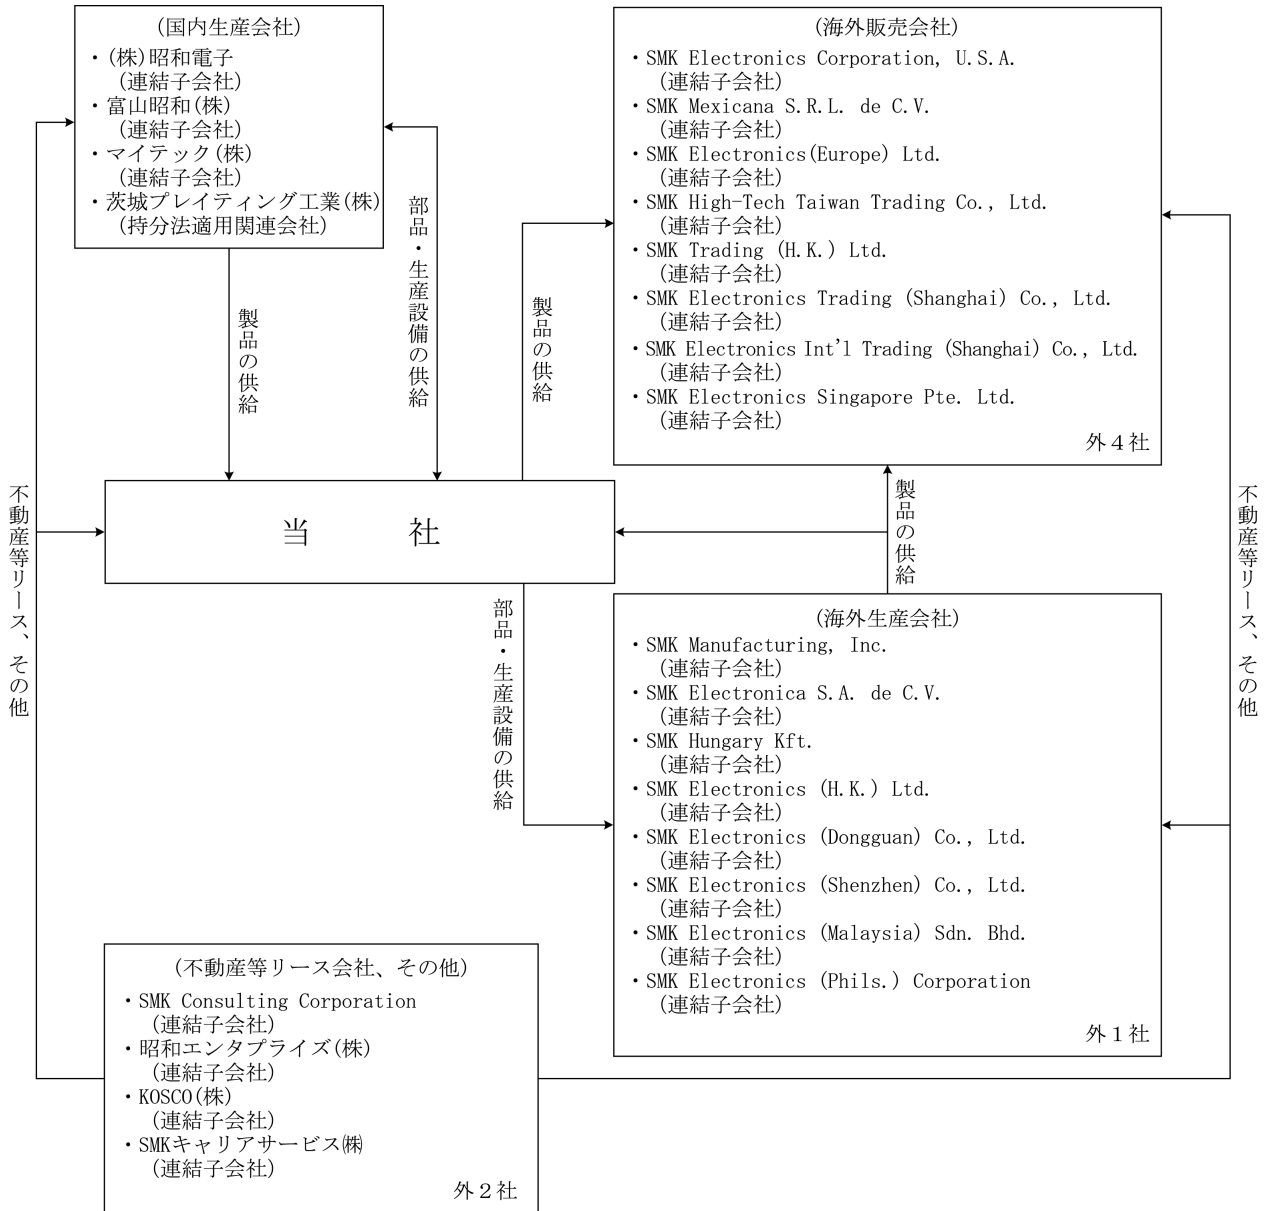 (国内生産会社)
・(株)昭和電子
(連結子会社)
・富山昭和(株)
(連結子会社)
・マイテック(株)
(連結子会社)
・茨城プレイティング工業(株)
(持分法適用関連会社)
(海外販売会社)
・SMK Electronics Corporation, U.S.A.
(連結子会社)
・SMK Mexicana S.R.L. de C.V.
(連結子会社)
・SMK Electronics(Europe) Ltd.
(連結子会社)
・SMK High-Tech Taiwan Trading Co., Ltd.
(連結子会社)
・SMK Trading (H.K.) Ltd.
(連結子会社)
・SMK Electronics Trading (Shanghai) Co., Ltd.
(連結子会社)
・SMK Electronics Int'l Trading (Shanghai) Co., Ltd.
(連結子会社)
・SMK Electronics Singapore Pte. Ltd.
(連結子会社)
外4社
製品の供給
部品・生産設備の供給
製品の供給
当 社
不動産等リース、その他
製品の供給
不動産等リース、その他
部品・生産設備の供給
(海外生産会社)
・SMK Manufacturing, Inc.
(連結子会社)
・SMK Electronica S.A. de C.V.
(連結子会社)
・SMK Hungary Kft.
(連結子会社)
・SMK Electronics (H.K.) Ltd.
(連結子会社)
・SMK Electronics (Dongguan) Co., Ltd.
(連結子会社)
・SMK Electronics (Shenzhen) Co., Ltd.
(連結子会社)
・SMK Electronics (Malaysia) Sdn. Bhd.
(連結子会社)
・SMK Electronics (Phils.) Corporation
(連結子会社)
外1社
(不動産等リース会社、その他)
・SMK Consulting Corporation
(連結子会社)
・昭和エンタプライズ(株)
(連結子会社)
・KOSCO(株)
(連結子会社)
・SMKキャリアサービス㈱
(連結子会社)
外2社